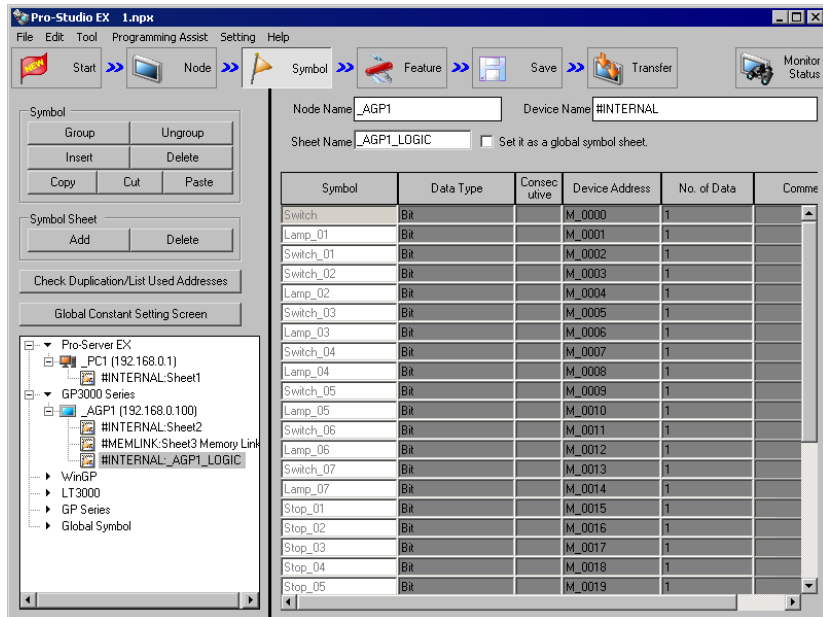 Pro-Studio EX 1.npx
File Edit Tool Programming Assist Setting Help
NEW Start Node Symbol Feature Save Transfer Monitor Status
Symbol
Group Ungroup
Insert Delete
Copy Cut Paste
Symbol Sheet
Add Delete
Check Duplication/List Used Addresses
Global Constant Setting Screen
Pro-Server EX
_PC1 (192.168.0.1)
#INTERNAL:Sheet1
GP3000 Series
_AGP1 (192.168.0.100)
#INTERNAL:Sheet2
#MEMLINK:Sheet3 Memory Link
#INTERNAL:_AGP1_LOGIC
WinGP
LT3000
GP Series
Global Symbol
Node Name _AGP1 Device Name #INTERNAL
Sheet Name _AGP1_LOGIC Set it as a global symbol sheet.
Symbol Data Type Consecutive Device Address No. of Data Comme
Switch Bit M_0000 1
Lamp_01 Bit M_0001 1
Switch_01 Bit M_0002 1
Switch_02 Bit M_0003 1
Lamp_02 Bit M_0004 1
Switch_03 Bit M_0005 1
Lamp_03 Bit M_0006 1
Switch_04 Bit M_0007 1
Lamp_04 Bit M_0008 1
Switch_05 Bit M_0009 1
Lamp_05 Bit M_0010 1
Switch_06 Bit M_0011 1
Lamp_06 Bit M_0012 1
Switch_07 Bit M_0013 1
Lamp_07 Bit M_0014 1
Stop_01 Bit M_0015 1
Stop_02 Bit M_0016 1
Stop_03 Bit M_0017 1
Stop_04 Bit M_0018 1
Stop_05 Bit M_0019 1